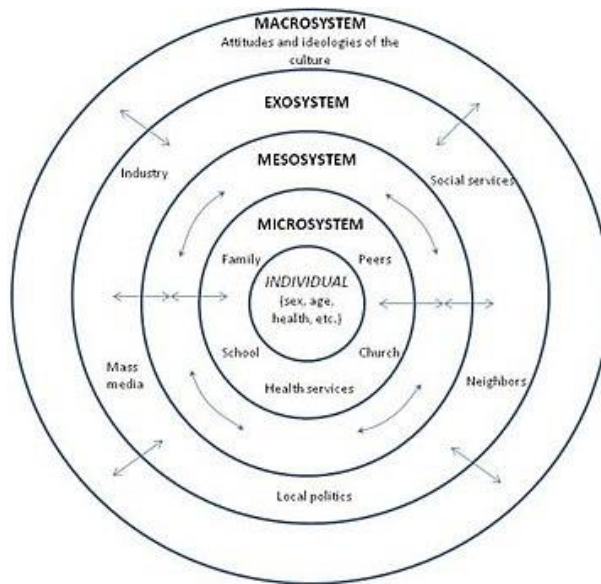 MACROSYSTEM
Attitudes and ideologies of the
culture
EXOSYSTEM
MESOSYSTEM
Industry
Social services
MICROSYSTEM
Family
Peers
INDIVIDUAL
(sex, age,
health, etc.)
School
Church
Mass
media
Health services
Neighbors
Local politics